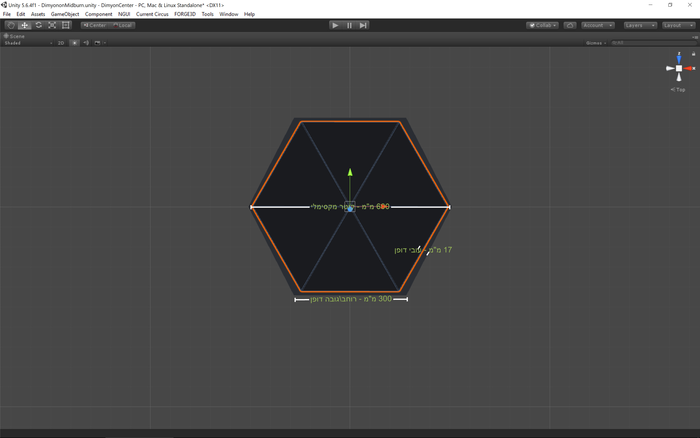 Unity 5.6.4f1 - DimyononMidburn.unity - DimyonCenter - PC, Mac & Linux Standalone* <DX11>
File Edit Assets GameObject Component NGUI Current Circus FORGE3D Tools Window Help
Center Local Collab Account Layers Layout
Scene
Shaded 2D Gizmos
Top
600 מ"מ - קוטר מקסימלי
17 מ"מ - עובי דופן
300 מ"מ - רוחב\גובה דופן